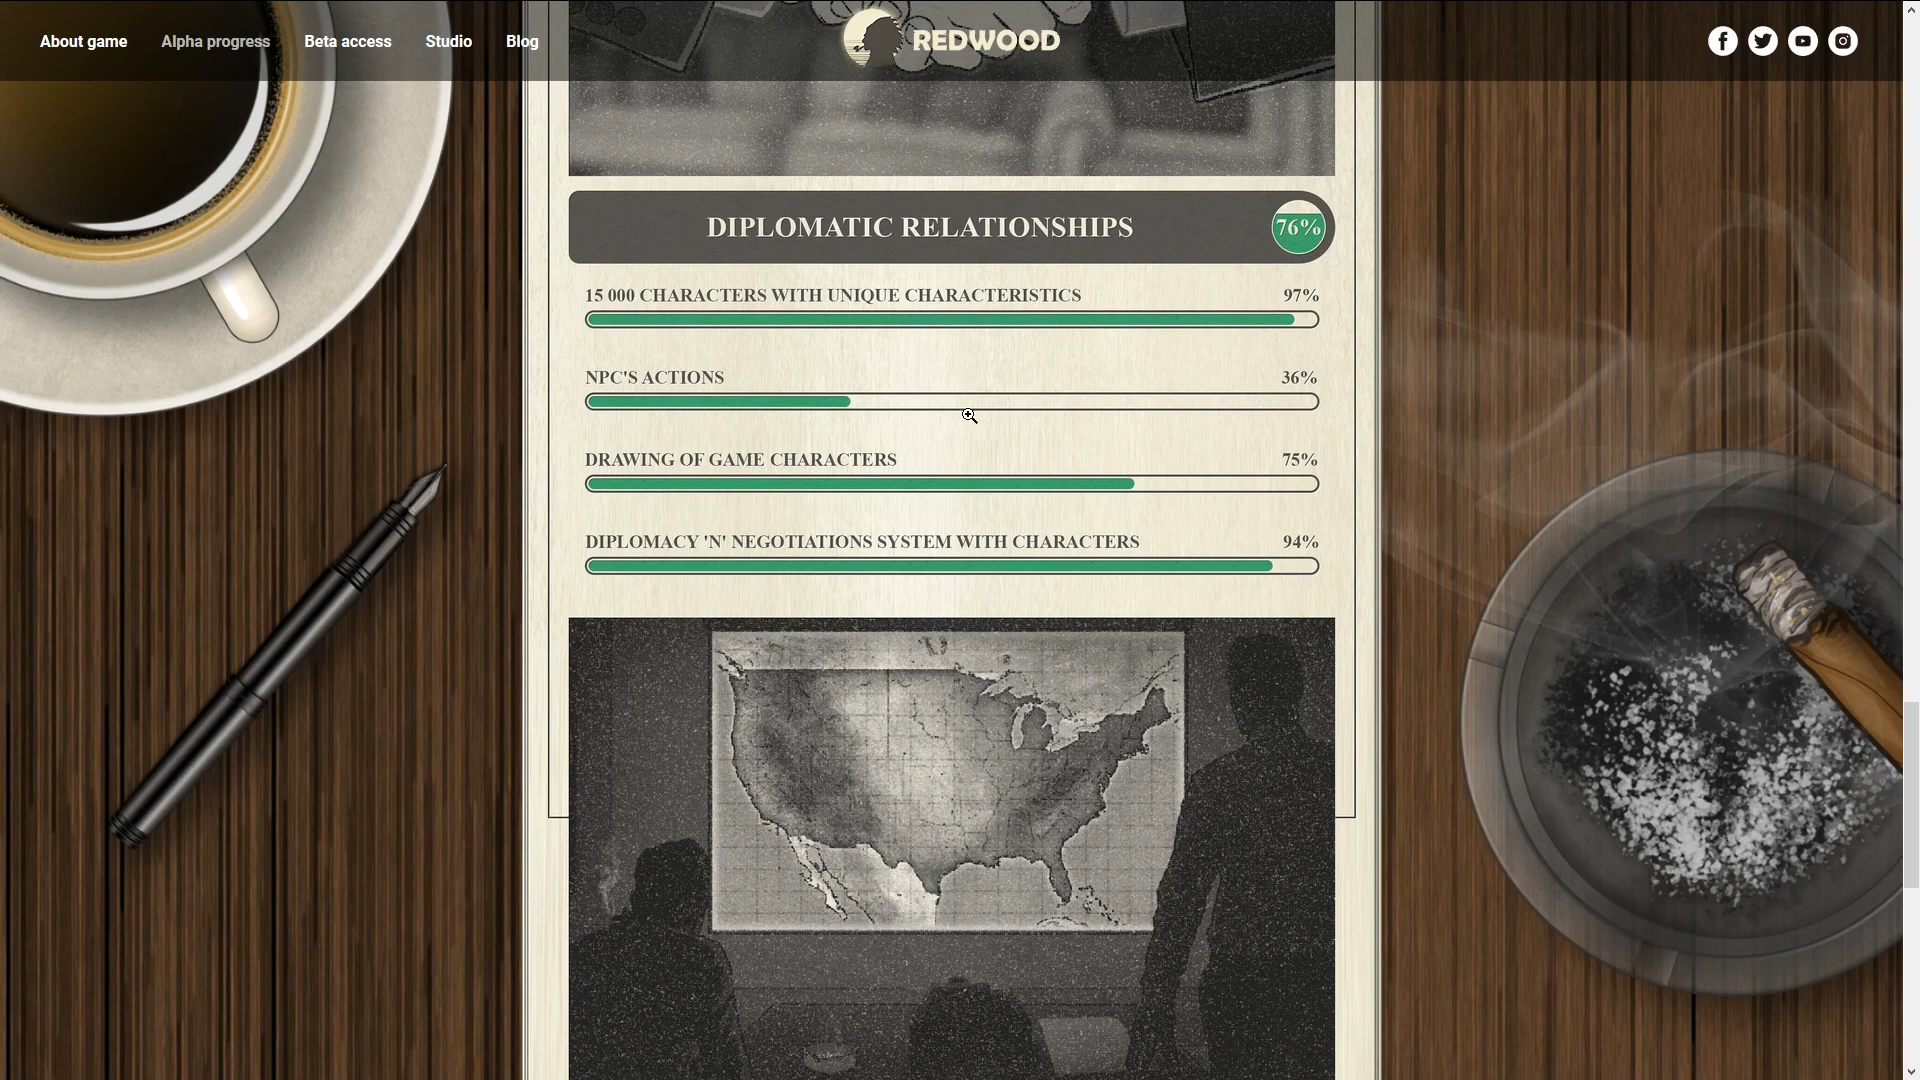 About game
Alpha progress
Beta access
Studio
Blog
REDWOOD
DIPLOMATIC RELATIONSHIPS
76%
15 000 CHARACTERS WITH UNIQUE CHARACTERISTICS
97%
NPC'S ACTIONS
36%
DRAWING OF GAME CHARACTERS
75%
DIPLOMACY 'N' NEGOTIATIONS SYSTEM WITH CHARACTERS
94%